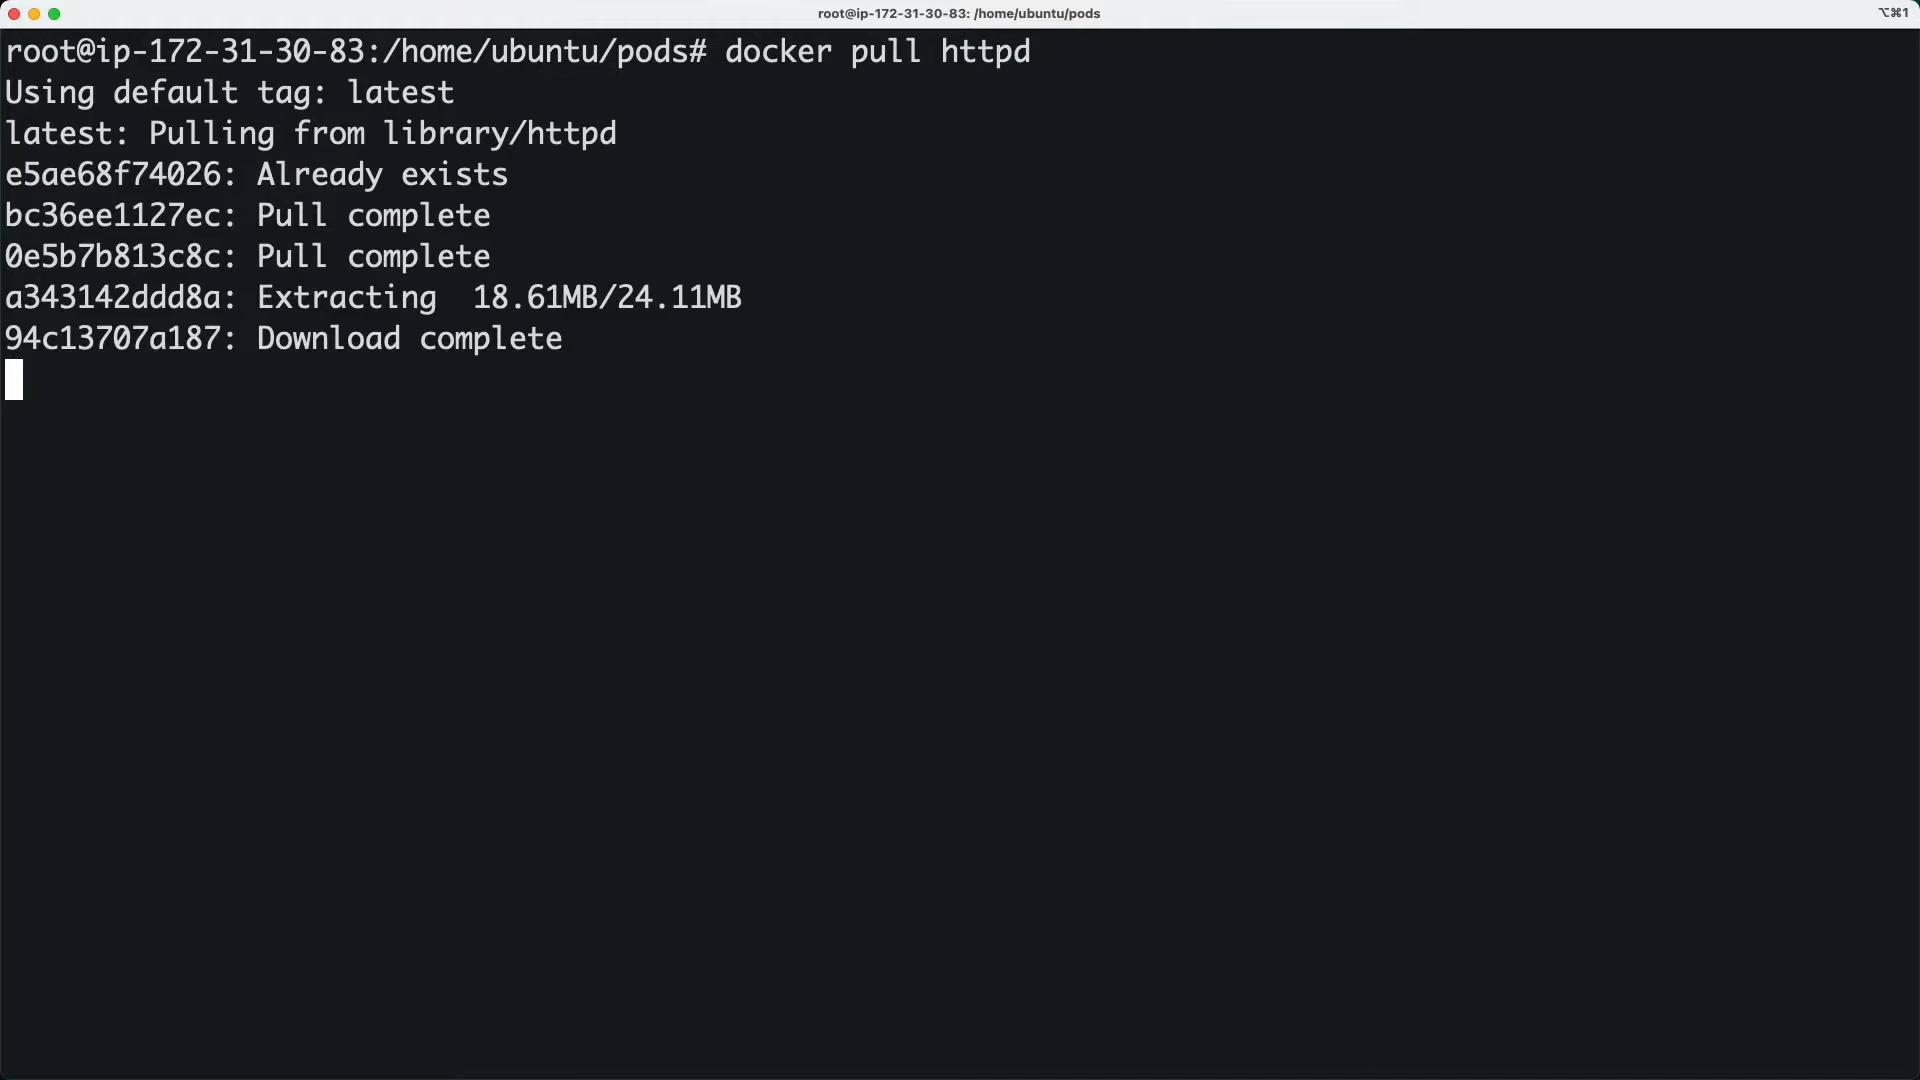 root@ip-172-31-30-83: /home/ubuntu/pods
⌥⌘1
root@ip-172-31-30-83:/home/ubuntu/pods# docker pull httpd
Using default tag: latest
latest: Pulling from library/httpd
e5ae68f74026: Already exists
bc36ee1127ec: Pull complete
0e5b7b813c8c: Pull complete
a343142ddd8a: Extracting  18.61MB/24.11MB
94c13707a187: Download complete